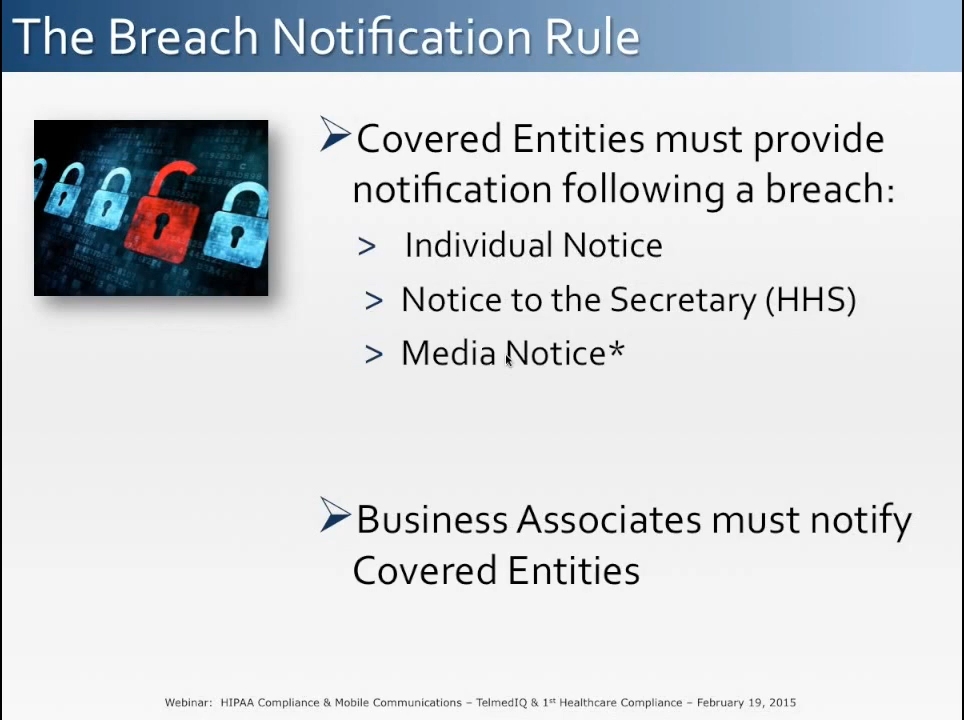 The Breach Notification Rule
Covered Entities must provide
notification following a breach:
> Individual Notice
> Notice to the Secretary (HHS)
> Media Notice*
Business Associates must notify
Covered Entities
Webinar: HIPAA Compliance & Mobile Communications – TelmedIQ & 1st Healthcare Compliance – February 19, 2015